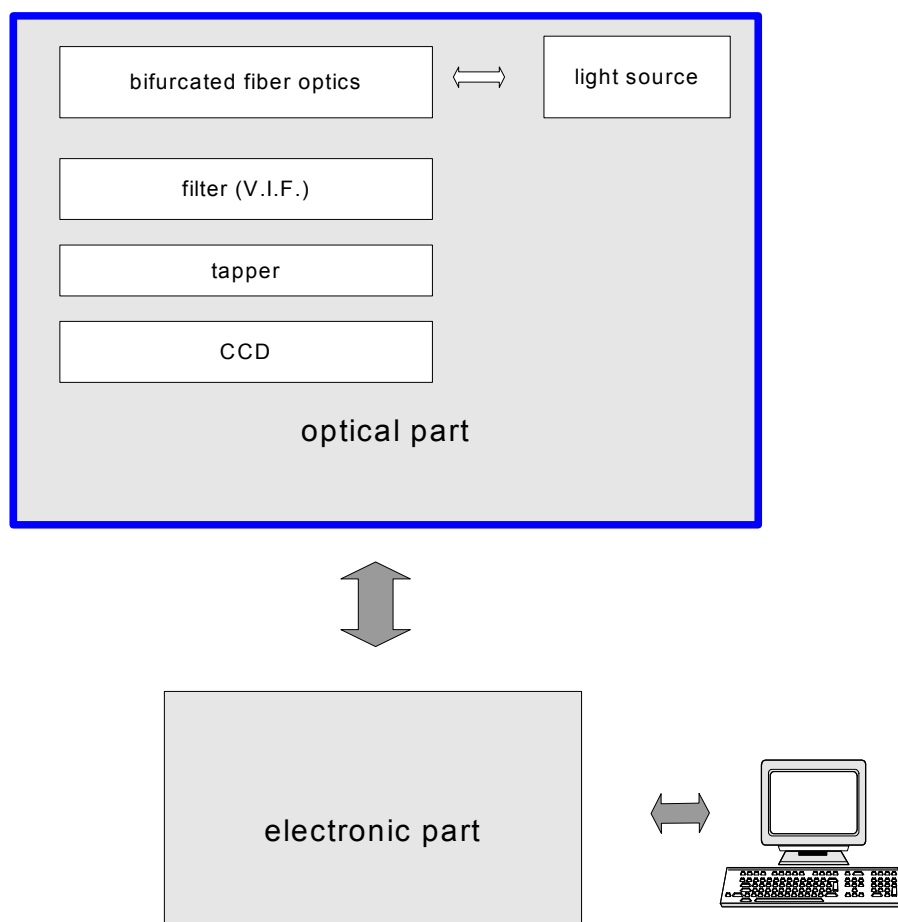 bifurcated fiber optics
light source
filter (V.I.F.)
tapper
CCD
optical part
electronic part